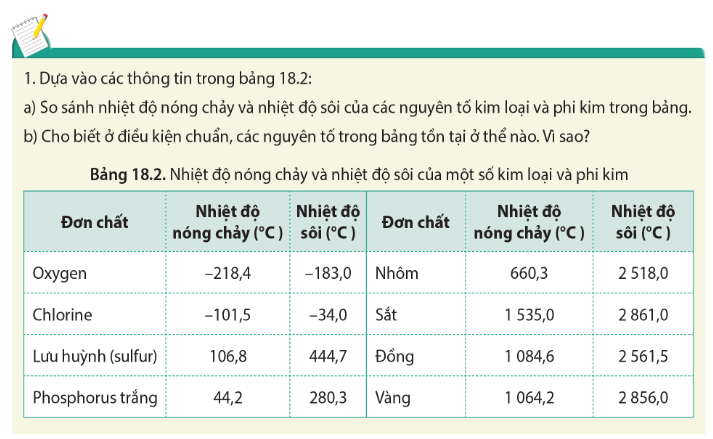 1. Dựa vào các thông tin trong bảng 18.2:
a) So sánh nhiệt độ nóng chảy và nhiệt độ sôi của các nguyên tố kim loại và phi kim trong bảng.
b) Cho biết ở điều kiện chuẩn, các nguyên tố trong bảng tồn tại ở thể nào. Vì sao?
Bảng 18.2. Nhiệt độ nóng chảy và nhiệt độ sôi của một số kim loại và phi kim
Đơn chất Nhiệt độ nóng chảy (°C ) Nhiệt độ sôi (°C ) Đơn chất Nhiệt độ nóng chảy (°C ) Nhiệt độ sôi (°C )
Oxygen –218,4 –183,0 Nhôm 660,3 2 518,0
Chlorine –101,5 –34,0 Sắt 1 535,0 2 861,0
Lưu huỳnh (sulfur) 106,8 444,7 Đồng 1 084,6 2 561,5
Phosphorus trắng 44,2 280,3 Vàng 1 064,2 2 856,0